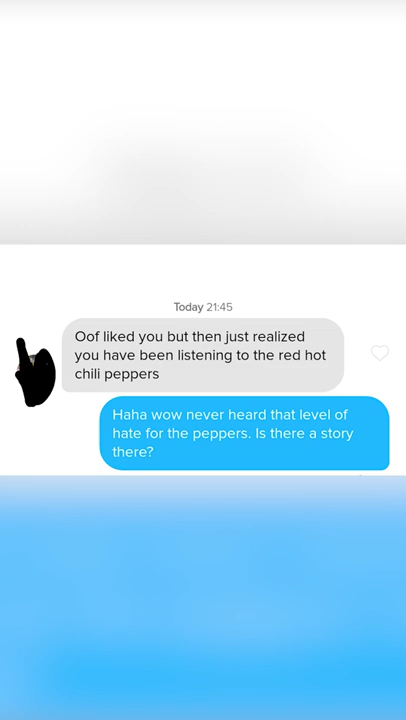 Today 21:45
Oof liked you but then just realized
you have been listening to the red hot
chili peppers
Haha wow never heard that level of
hate for the peppers. Is there a story
there?